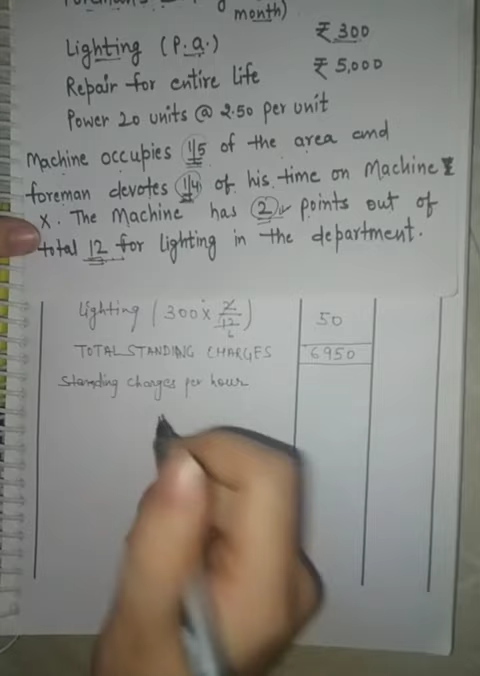 month)
Lighting (P.a.) ₹ 300
Repair for entire life ₹ 5,000
Power 20 units @ 2.50 per unit
Machine occupies 1/5 of the area and
foreman devotes 1/4 of his time on Machine
X. The Machine has 2 points out of
total 12 for lighting in the department.
Lighting (300 x 2/12 6) 50
TOTAL STANDING CHARGES 6950
Standing charges per hour